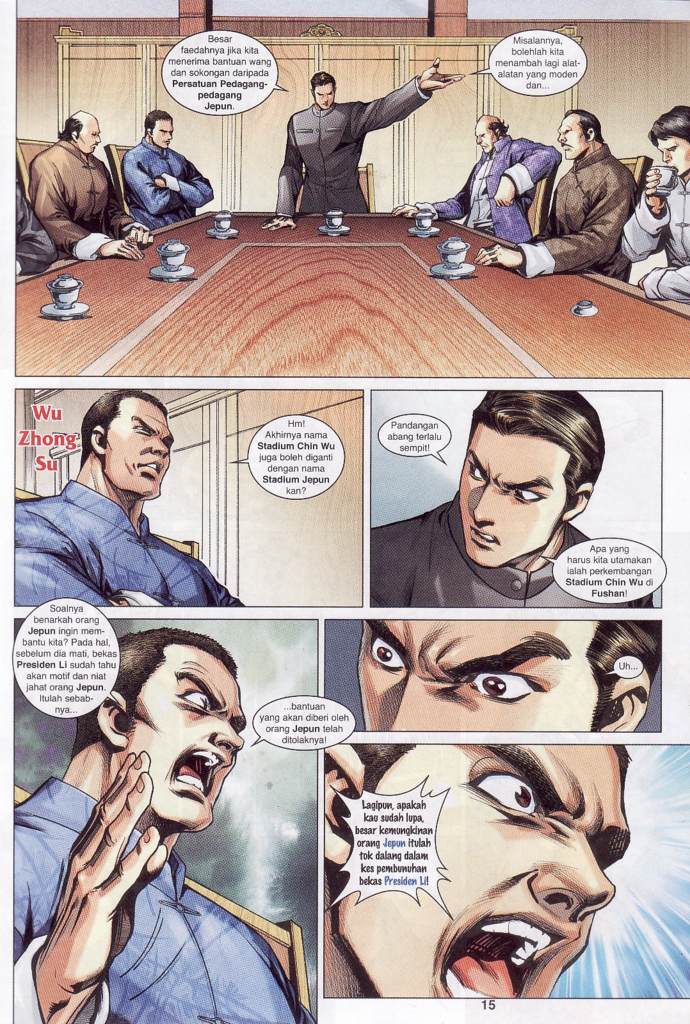 Besar
faedahnya jika kita
menerima bantuan wang
dan sokongan daripada
Persatuan Pedagang-
pedagang
Jepun.
Misalannya,
bolehlah kita
menambah lagi alat-
alatan yang moden
dan...
Wu
Zhong
Su
Hm!
Akhirnya nama
Stadium Chin Wu
juga boleh diganti
dengan nama
Stadium Jepun
kan?
Pandangan
abang terlalu
sempit!
Apa yang
harus kita utamakan
ialah perkembangan
Stadium Chin Wu di
Fushan!
Soalnya
benarkah orang
Jepun ingin mem-
bantu kita? Pada hal,
sebelum dia mati, bekas
Presiden Li sudah tahu
akan motif dan niat
jahat orang Jepun.
Itulah sebab-
nya...
...bantuan
yang akan diberi oleh
orang Jepun telah
ditolaknya!
Uh...
Lagipun, apakah
kau sudah lupa,
besar kemungkinan
orang Jepun itulah
tok dalang dalam
kes pembunuhan
bekas Presiden Li!
15